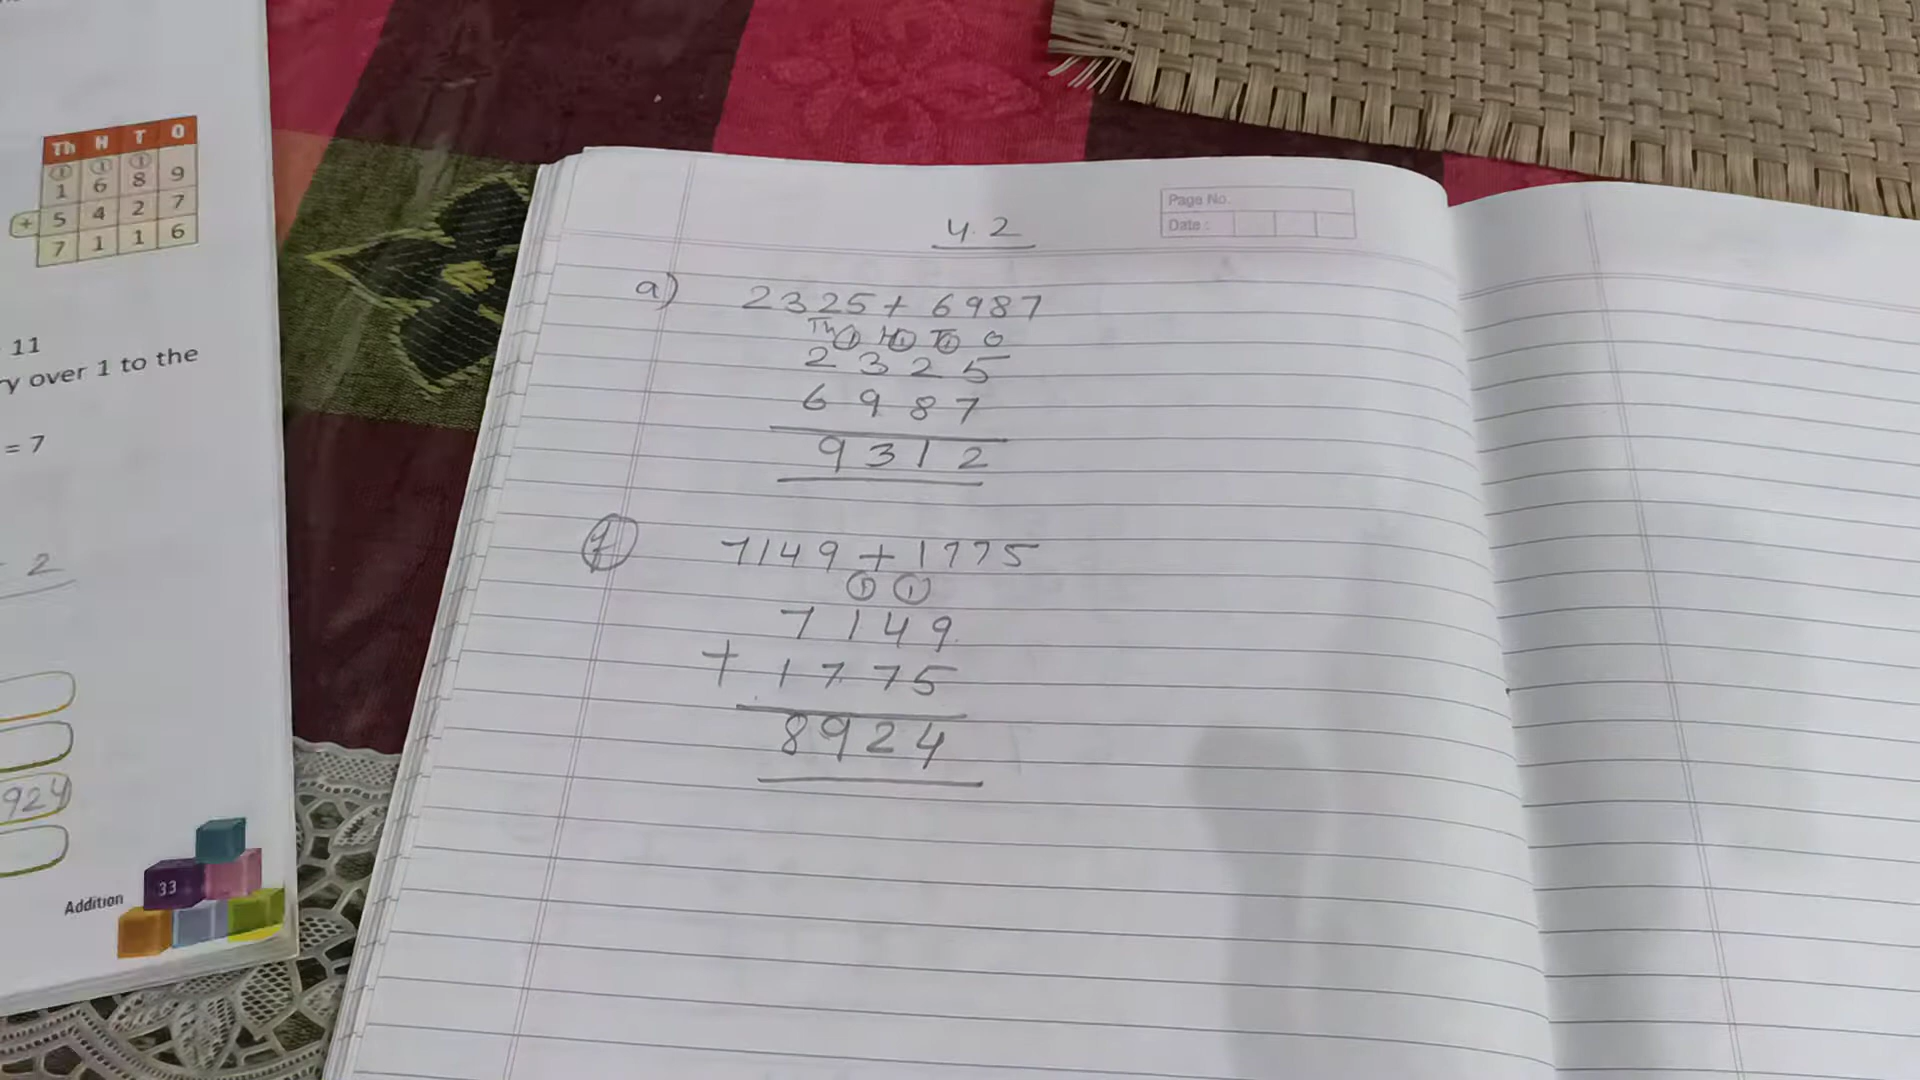 Th H T O
① ① ①
1 6 8 9
+ 5 4 2 7
7 1 1 6
11
over 1 to the
= 7
2
924
Addition 33
Page No.
Date :
4.2
a) 2325 + 6987
Th ① H ① T ① O
2 3 2 5
6 9 8 7
9 3 1 2
f 7149 + 1775
① ①
7 1 4 9
+ 1 7 7 5
8 9 2 4